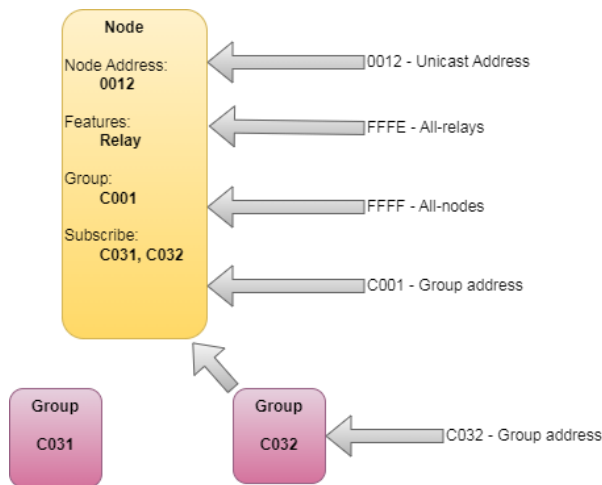 Node
Node Address:
0012
Features:
Relay
Group:
C001
Subscribe:
C031, C032
0012 - Unicast Address
FFFE - All-relays
FFFF - All-nodes
C001 - Group address
Group
C031
Group
C032
C032 - Group address